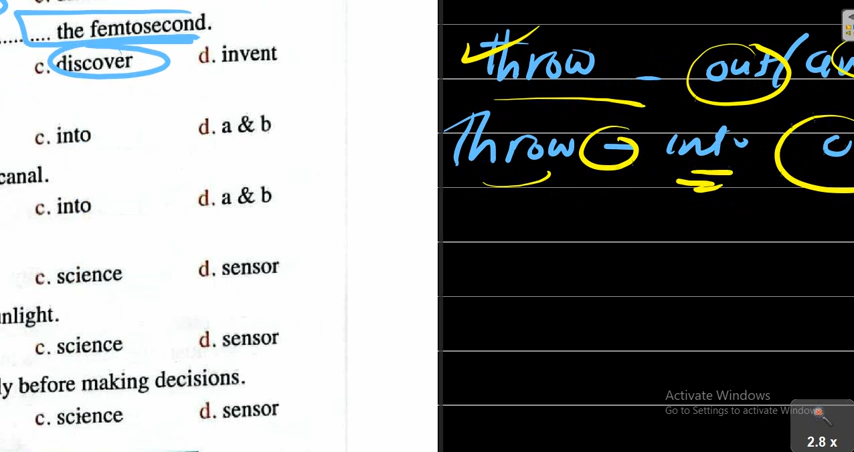 ........ the femtosecond.
c. discover d. invent
c. into d. a & b
canal.
c. into d. a & b
c. science d. sensor
nlight.
c. science d. sensor
ly before making decisions.
c. science d. sensor
throw - out/
Throw - into
Activate Windows
Go to Settings to activate Windows
2.8 x